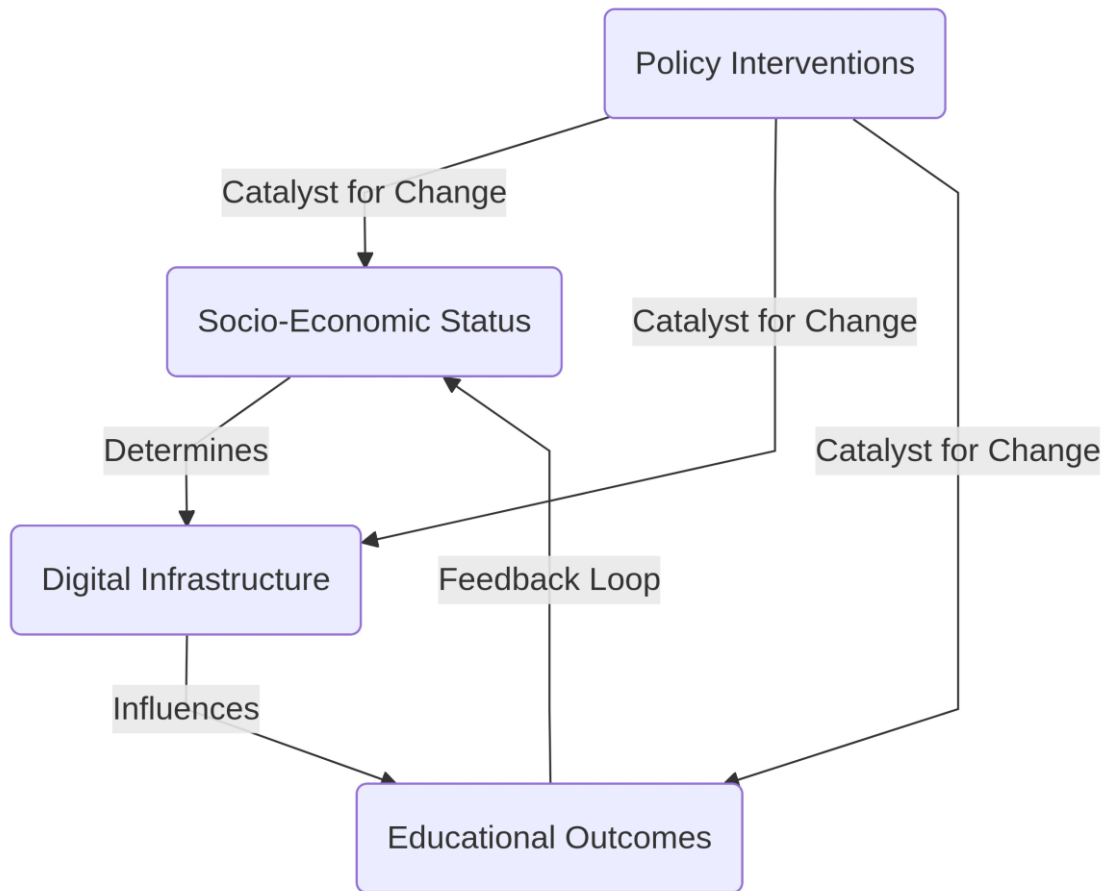 Policy Interventions
Catalyst for Change
Socio-Economic Status
Catalyst for Change
Determines
Catalyst for Change
Digital Infrastructure
Feedback Loop
Influences
Educational Outcomes